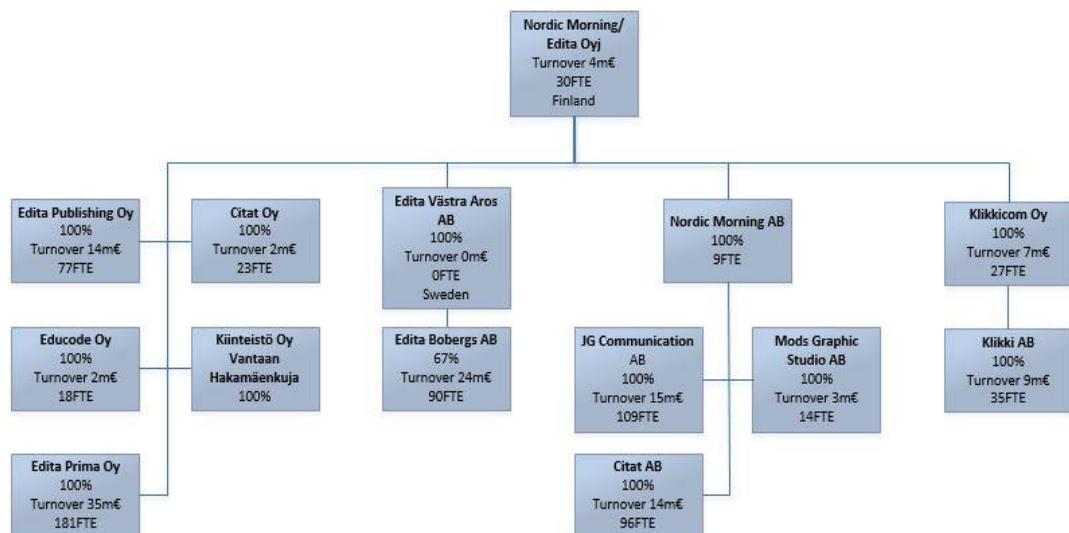 Nordic Morning/
Edita Oyj
Turnover 4m€
30FTE
Finland
Edita Publishing Oy
100%
Turnover 14m€
77FTE
Citat Oy
100%
Turnover 2m€
23FTE
Edita Västra Aros
AB
100%
Turnover 0m€
0FTE
Sweden
Nordic Morning AB
100%
9FTE
Klikkicom Oy
100%
Turnover 7m€
27FTE
Educode Oy
100%
Turnover 2m€
18FTE
Kiinteistö Oy
Vantaan
Hakamäenkuja
100%
Edita Bobergs AB
67%
Turnover 24m€
90FTE
JG Communication
AB
100%
Turnover 15m€
109FTE
Mods Graphic
Studio AB
100%
Turnover 3m€
14FTE
Klikki AB
100%
Turnover 9m€
35FTE
Edita Prima Oy
100%
Turnover 35m€
181FTE
Citat AB
100%
Turnover 14m€
96FTE